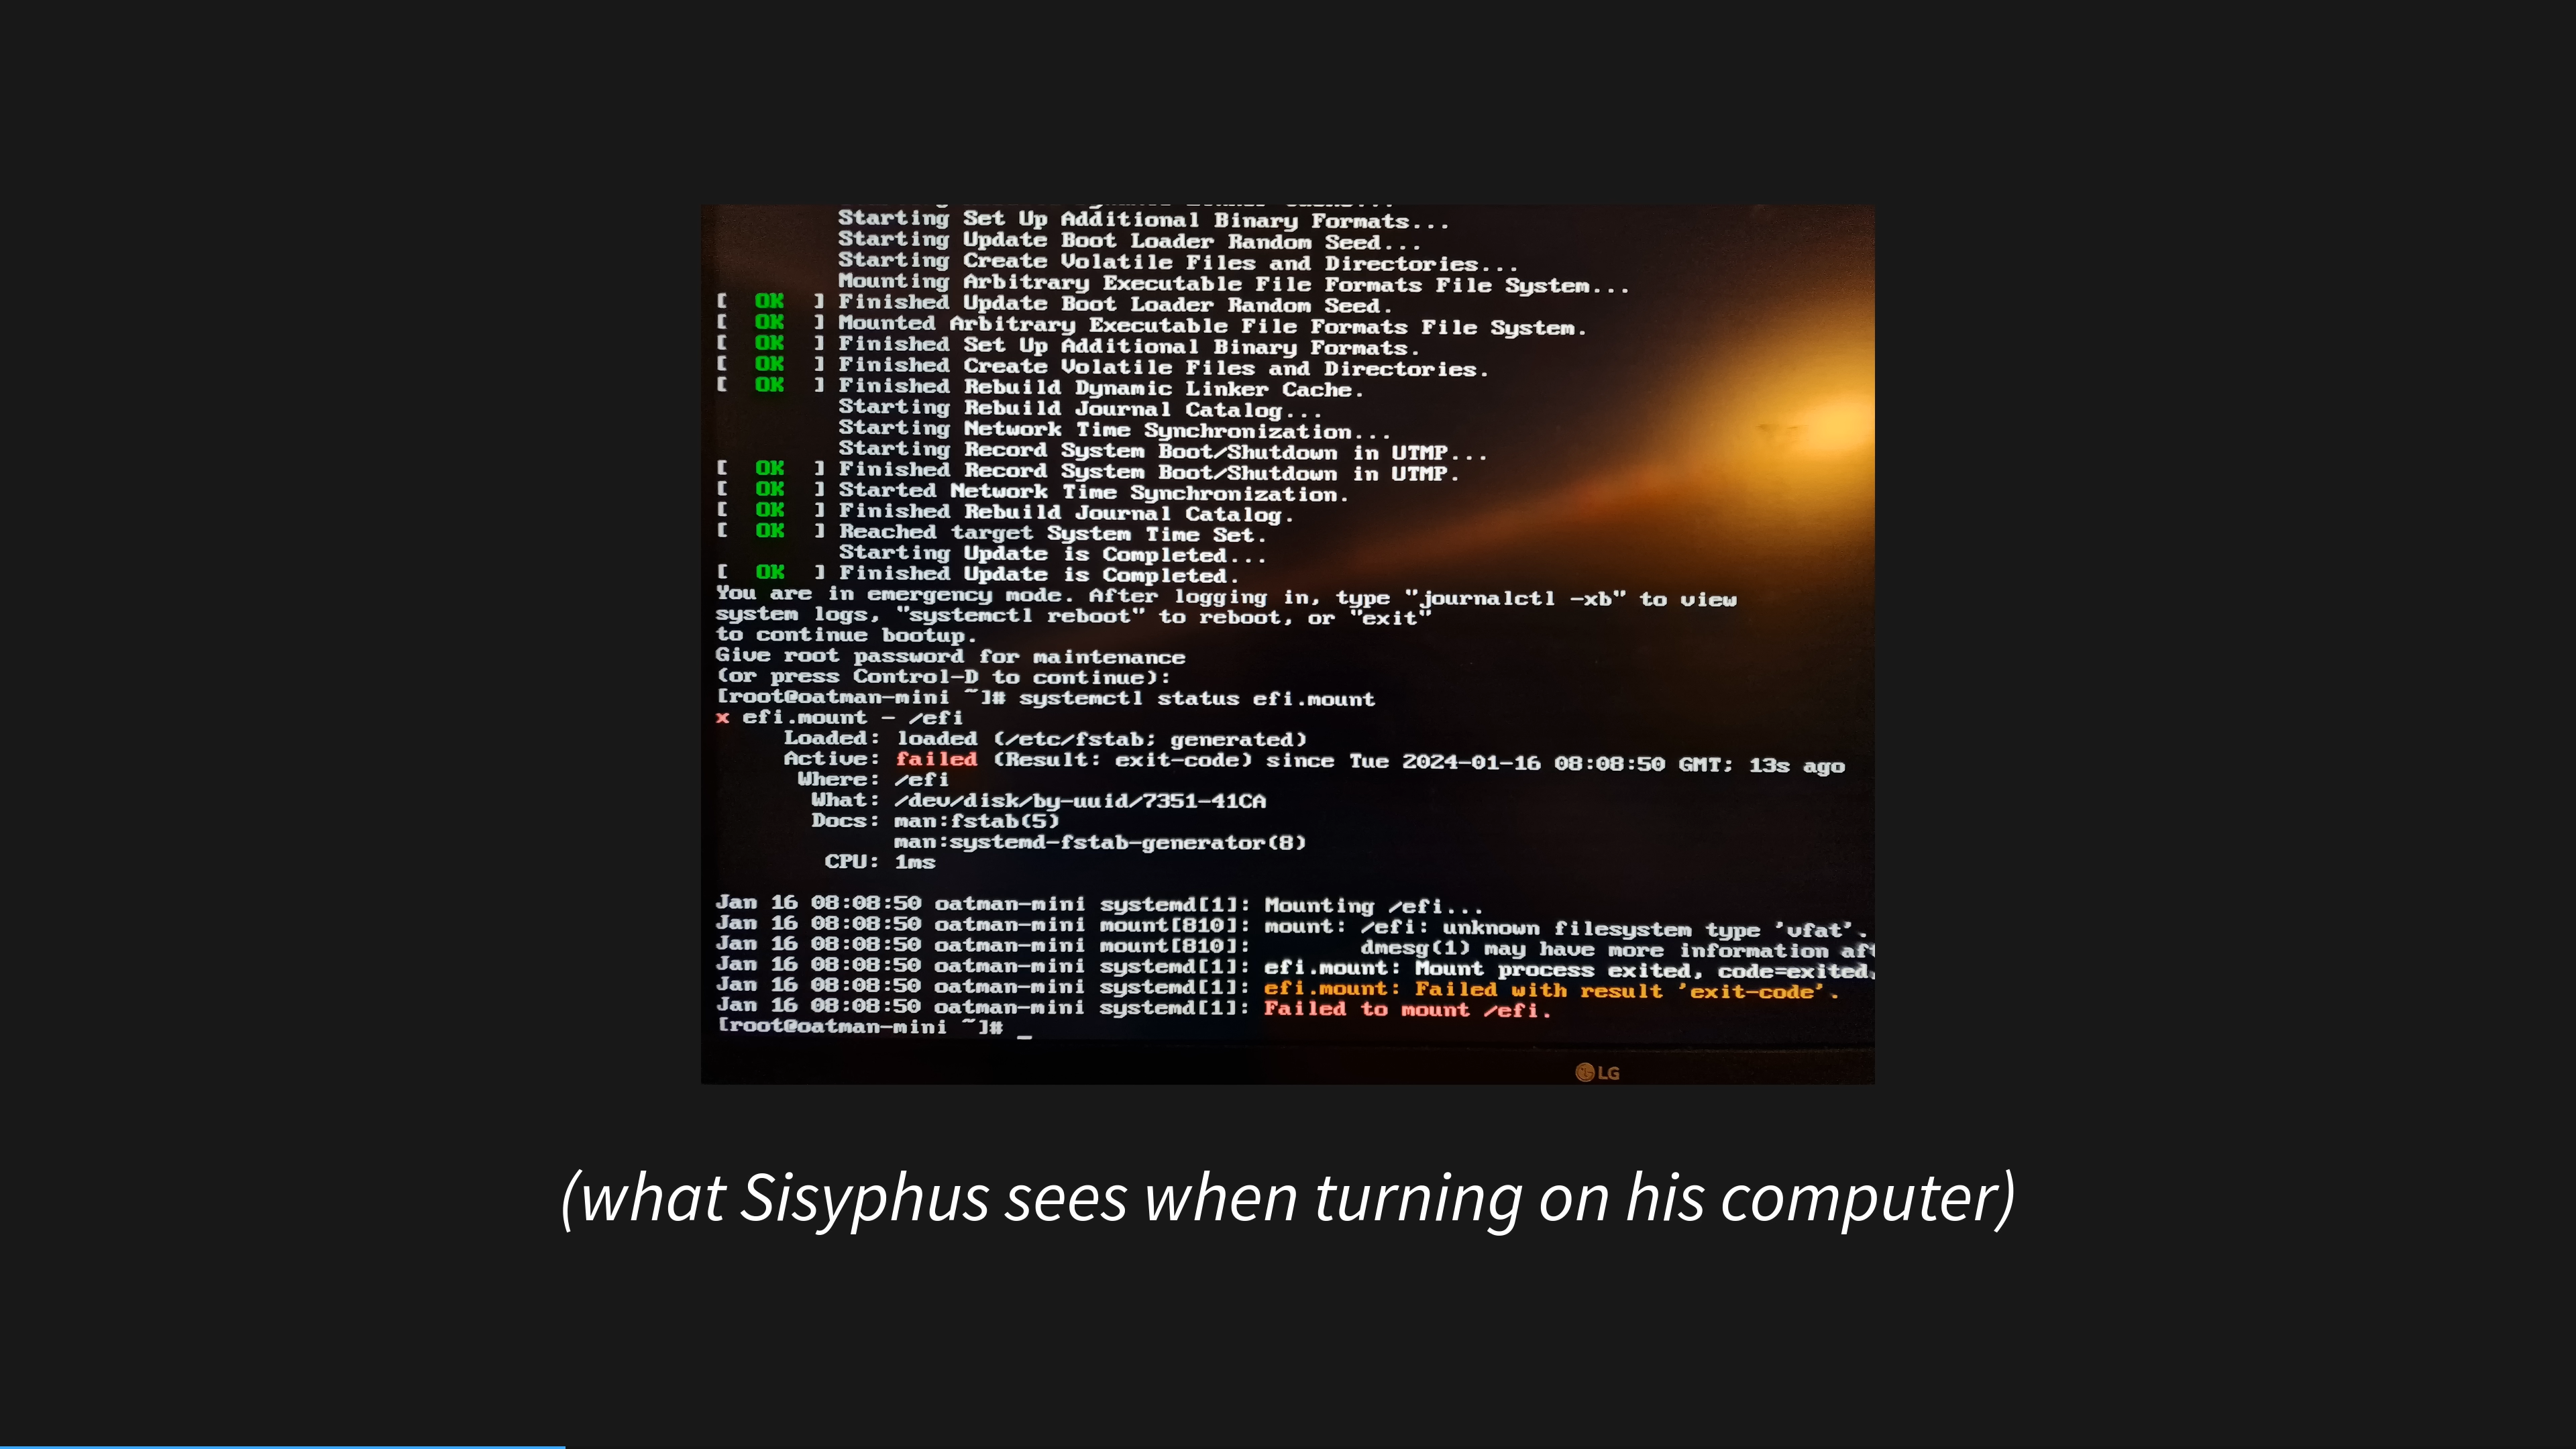 Starting Set Up Additional Binary Formats...
Starting Update Boot Loader Random Seed...
Starting Create Volatile Files and Directories...
Mounting Arbitrary Executable File Formats File System...
[  OK  ] Finished Update Boot Loader Random Seed.
[  OK  ] Mounted Arbitrary Executable File Formats File System.
[  OK  ] Finished Set Up Additional Binary Formats.
[  OK  ] Finished Create Volatile Files and Directories.
[  OK  ] Finished Rebuild Dynamic Linker Cache.
Starting Rebuild Journal Catalog...
Starting Network Time Synchronization...
Starting Record System Boot/Shutdown in UTMP...
[  OK  ] Finished Record System Boot/Shutdown in UTMP.
[  OK  ] Started Network Time Synchronization.
[  OK  ] Finished Rebuild Journal Catalog.
[  OK  ] Reached target System Time Set.
Starting Update is Completed...
[  OK  ] Finished Update is Completed.
You are in emergency mode. After logging in, type "journalctl -xb" to view
system logs, "systemctl reboot" to reboot, or "exit"
to continue bootup.
Give root password for maintenance
(or press Control-D to continue):
[root@oatman-mini ~]# systemctl status efi.mount
x efi.mount - /efi
Loaded: loaded (/etc/fstab; generated)
Active: failed (Result: exit-code) since Tue 2024-01-16 08:08:50 GMT; 13s ago
Where: /efi
What: /dev/disk/by-uuid/7351-41CA
Docs: man:fstab(5)
man:systemd-fstab-generator(8)
CPU: 1ms
Jan 16 08:08:50 oatman-mini systemd[1]: Mounting /efi...
Jan 16 08:08:50 oatman-mini mount[810]: mount: /efi: unknown filesystem type 'vfat'.
Jan 16 08:08:50 oatman-mini mount[810]: dmesg(1) may have more information aft
Jan 16 08:08:50 oatman-mini systemd[1]: efi.mount: Mount process exited, code=exited,
Jan 16 08:08:50 oatman-mini systemd[1]: efi.mount: Failed with result 'exit-code'.
Jan 16 08:08:50 oatman-mini systemd[1]: Failed to mount /efi.
[root@oatman-mini ~]# _
LG
(what Sisyphus sees when turning on his computer)